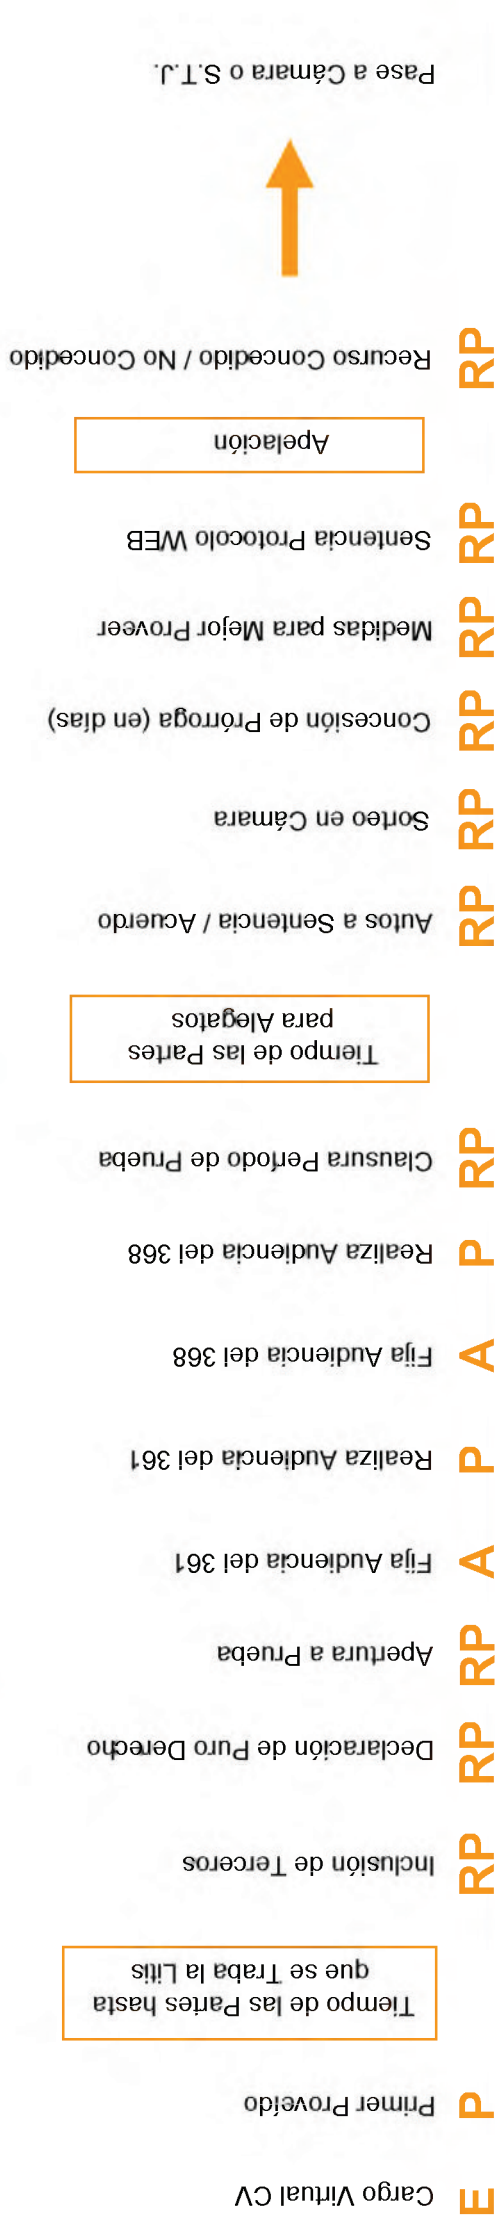 E Cargo Virtual CV
P Primer Proveído
Tiempo de las Partes hasta
que se Traba la Litis
RP Inclusión de Terceros
RP Declaración de Puro Derecho
RP Apertura a Prueba
A Fija Audiencia del 361
P Realiza Audiencia del 361
A Fija Audiencia del 368
P Realiza Audiencia del 368
RP Clausura Período de Prueba
Tiempo de las Partes
para Alegatos
RP Autos a Sentencia / Acuerdo
RP Sorteo en Cámara
RP Concesión de Prórroga (en días)
RP Medidas para Mejor Proveer
RP Sentencia Protocolo WEB
Apelación
RP Recurso Concedido / No Concedido
Pase a Cámara o S.T.J.